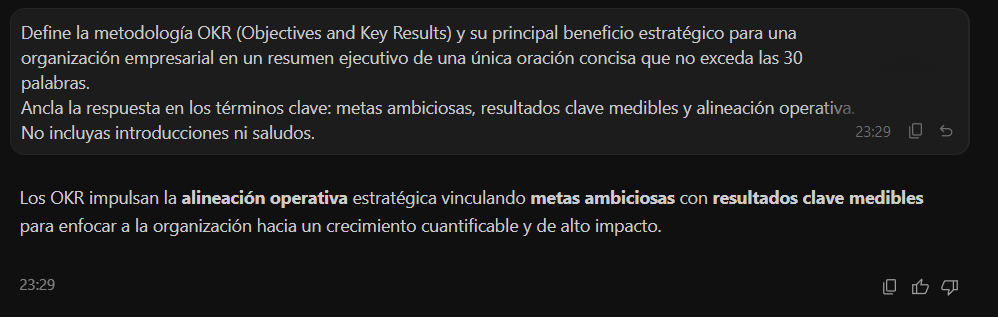 Define la metodología OKR (Objectives and Key Results) y su principal beneficio estratégico para una
organización empresarial en un resumen ejecutivo de una única oración concisa que no exceda las 30
palabras.
Ancla la respuesta en los términos clave: metas ambiciosas, resultados clave medibles y alineación operativa.
No incluyas introducciones ni saludos.
23:29
Los OKR impulsan la alineación operativa estratégica vinculando metas ambiciosas con resultados clave medibles
para enfocar a la organización hacia un crecimiento cuantificable y de alto impacto.
23:29